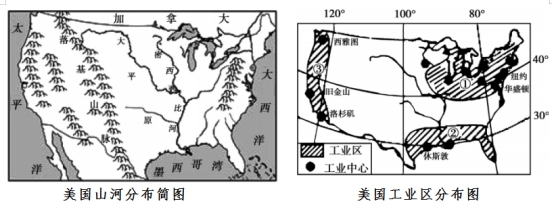 加拿大
太平洋
落基山脉
大平原
密西西比河
大西洋
墨西哥湾
美国山河分布简图
100°
80°
40°
30°
西雅图
旧金山
洛杉矶
纽约
华盛顿
休斯敦
①
②
③
工业区
工业中心
美国工业区分布图